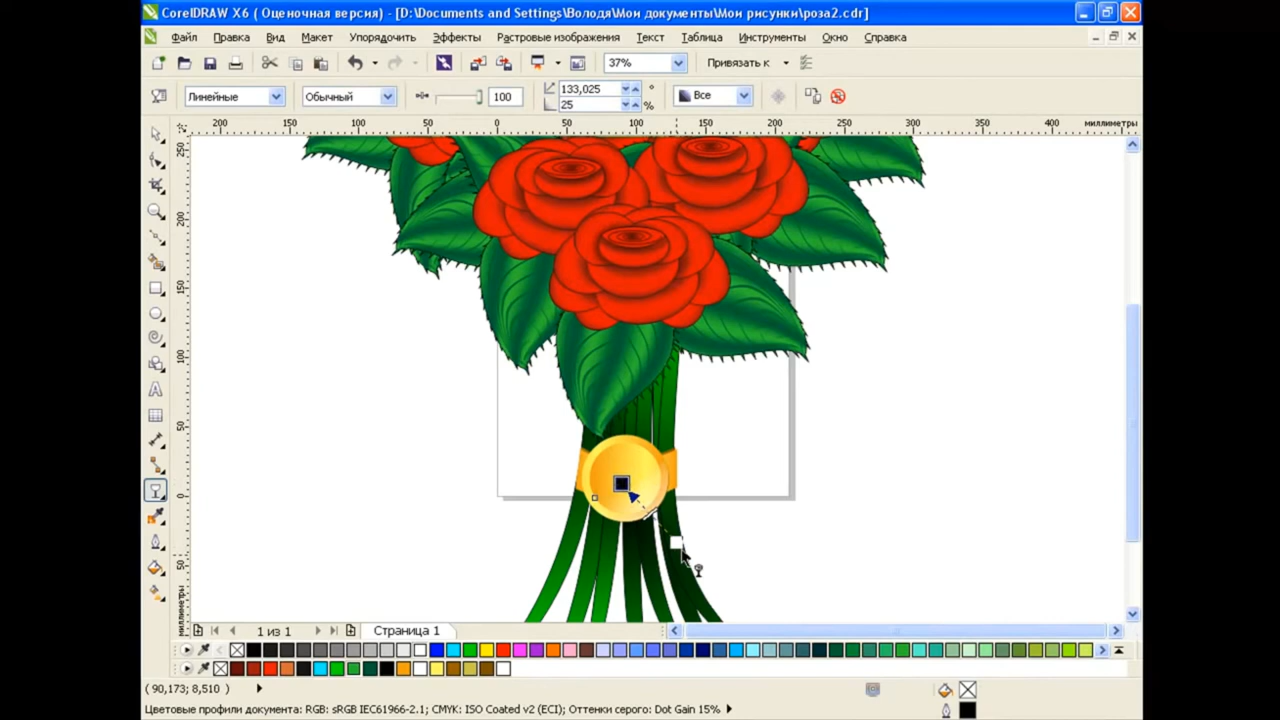 CorelDRAW X6 ( Оценочная версия) - [D:\Documents and Settings\Володя\Мои документы\Мои рисунки\роза2.cdr]
Файл Правка Вид Макет Упорядочить Эффекты Растровые изображения Текст Таблица Инструменты Окно Справка
37% Привязать к
Линейные Обычный 100 133,025 ° Все
25 %
200 150 100 50 0 50 100 150 200 250 300 350 400 миллиметры
250
200
150
100
50
0
50
миллиметры
1 из 1 Страница 1
( 90,173; 8,510 )
Цветовые профили документа: RGB: sRGB IEC61966-2.1; CMYK: ISO Coated v2 (ECI); Оттенки серого: Dot Gain 15%